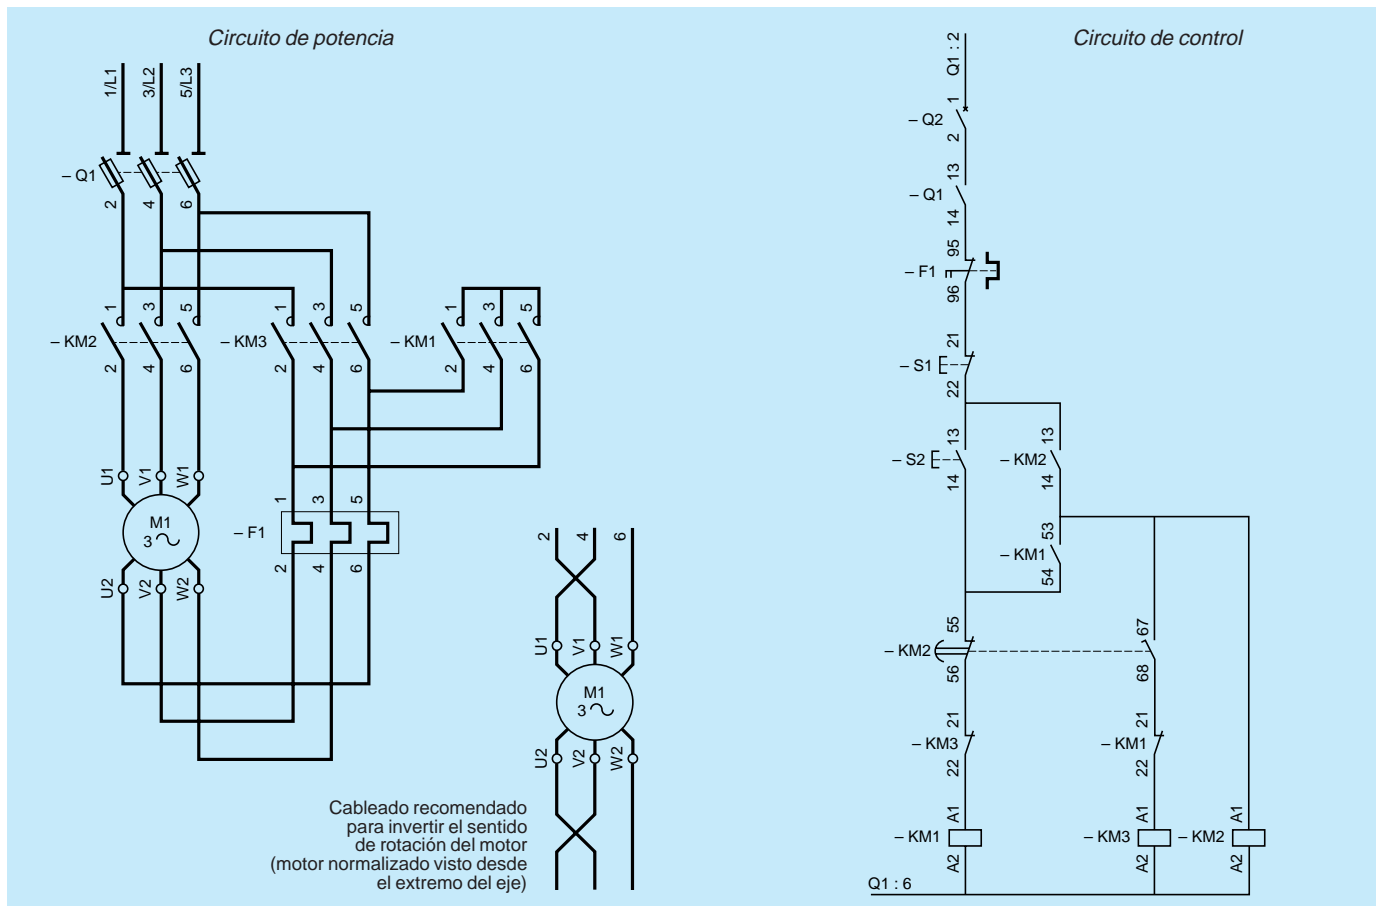 Circuito de potencia
1/L1 3/L2 5/L3
– Q1
2 4 6
1 3 5 1 3 5 1 3 5
– KM2 – KM3 – KM1
2 4 6 2 4 6 2 4 6
U1 V1 W1
1 3 5
M1
3
– F1
2 4 6
U2 V2 W2
2 4 6
U1 V1 W1
M1
3
U2 V2 W2
Cableado recomendado
para invertir el sentido
de rotación del motor
(motor normalizado visto desde
el extremo del eje)
Circuito de control
Q1 : 2
1
– Q2
2
13
– Q1
14
95
– F1
96
21
– S1
22
13 13
– S2 – KM2
14 14
53
– KM1
54
55 67
– KM2
56 68
21 21
– KM3 – KM1
22 22
A1 A1 A1
– KM1 – KM3 – KM2
A2 A2 A2
Q1 : 6